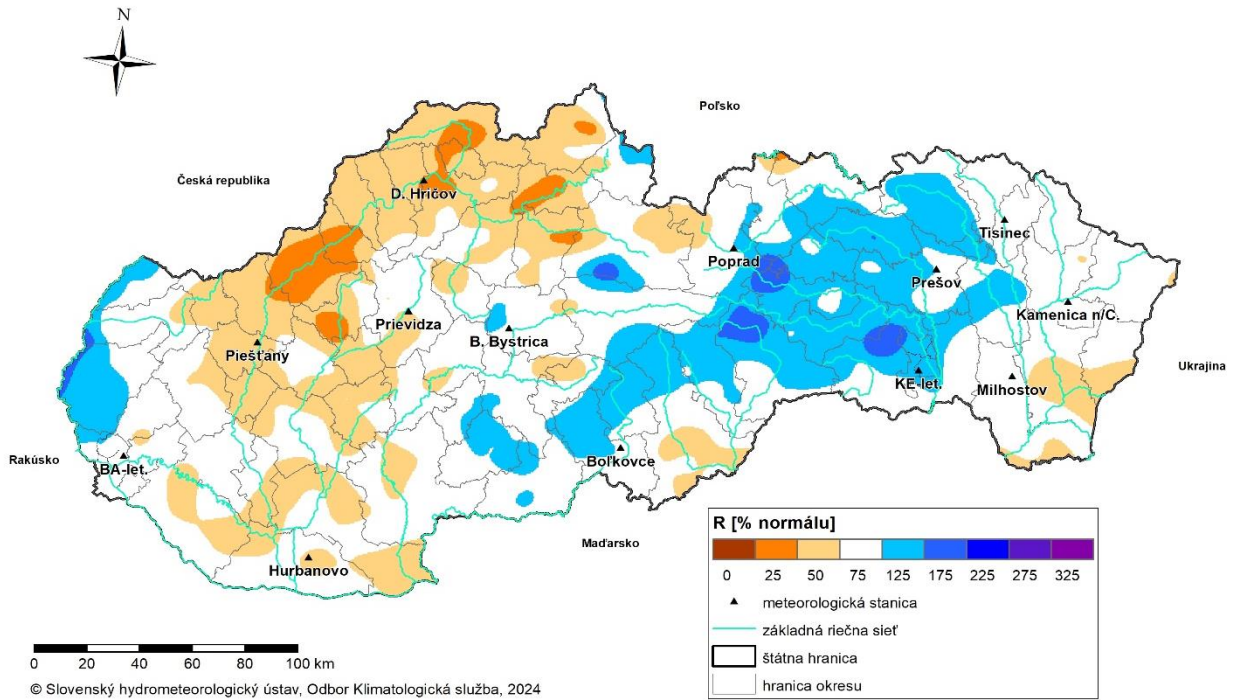 N
Poľsko
Česká republika
D. Hričov
Tisinec
Poprad
Prešov
Prievidza
Kamenica n/C.
B. Bystrica
Piešťany
Ukrajina
KE-let.
Milhostov
Rakúsko
BA-let.
Boľkovce
Maďarsko
Hurbanovo
R [% normálu]
0 25 50 75 125 175 225 275 325
meteorologická stanica
základná riečna sieť
štátna hranica
hranica okresu
0 20 40 60 80 100 km
© Slovenský hydrometeorologický ústav, Odbor Klimatologická služba, 2024